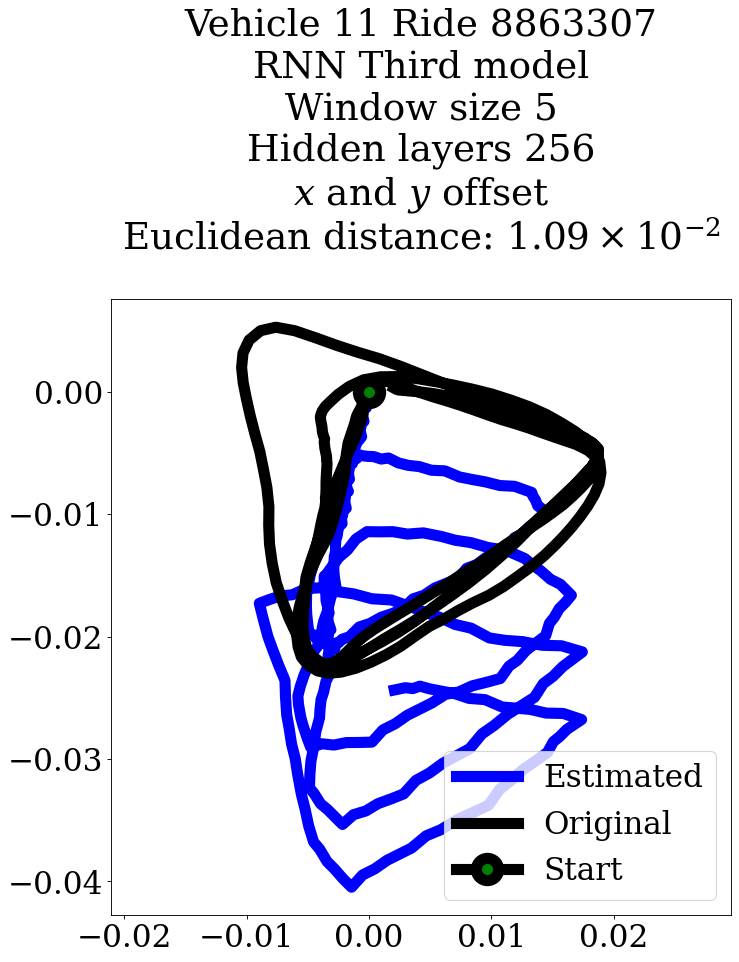 Vehicle 11 Ride 8863307
RNN Third model
Window size 5
Hidden layers 256
x and y offset
Euclidean distance: 1.09 × 10⁻²
0.00
−0.01
−0.02
−0.03
−0.04
Estimated
Original
Start
−0.02 −0.01 0.00 0.01 0.02